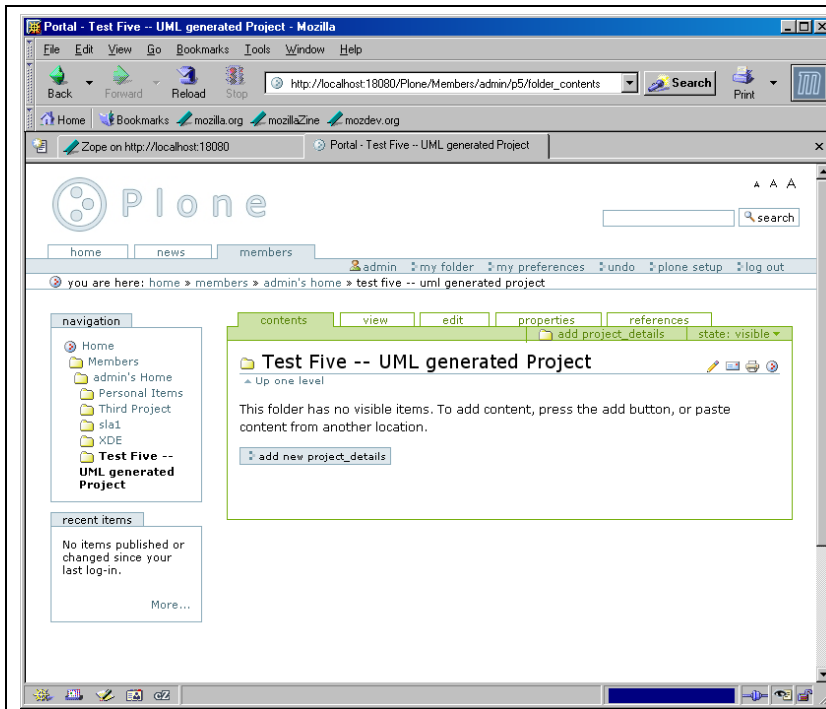 Portal - Test Five -- UML generated Project - Mozilla
File Edit View Go Bookmarks Tools Window Help
Back Forward Reload Stop http://localhost:18080/Plone/Members/admin/p5/folder_contents Search Print
Home Bookmarks mozilla.org mozillaZine mozdev.org
Zope on http://localhost:18080 Portal - Test Five -- UML generated Project
A A A
Plone
search
home news members
admin my folder my preferences undo plone setup log out
you are here: home » members » admin's home » test five -- uml generated project
navigation
Home
Members
admin's Home
Personal Items
Third Project
sla1
XDE
Test Five --
UML generated
Project
recent items
No items published or
changed since your
last log-in.
More...
contents view edit properties references
add project_details state: visible
Test Five -- UML generated Project
Up one level
This folder has no visible items. To add content, press the add button, or paste
content from another location.
add new project_details
cZ